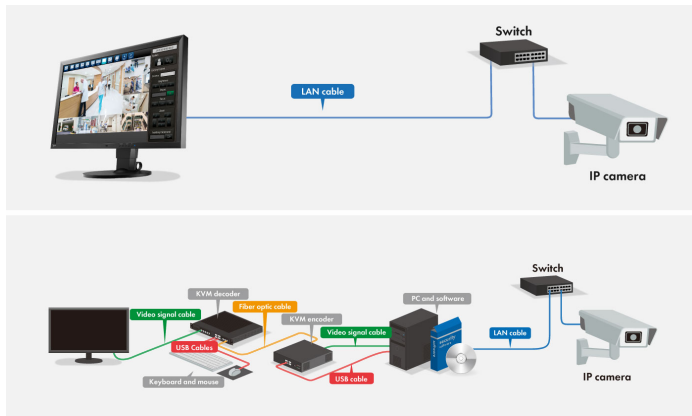 Switch
LAN cable
IP camera
Switch
KVM decoder
Fiber optic cable
PC and software
Video signal cable
KVM encoder
Video signal cable
LAN cable
USB Cables
Keyboard and mouse
USB cable
IP camera